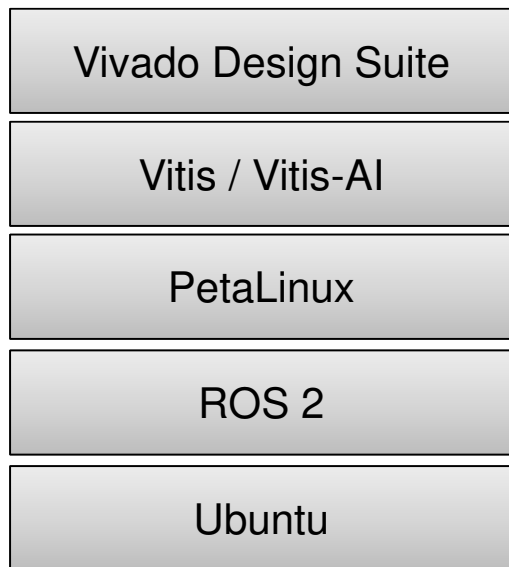 Vivado Design Suite
Vitis / Vitis-AI
PetaLinux
ROS 2
Ubuntu